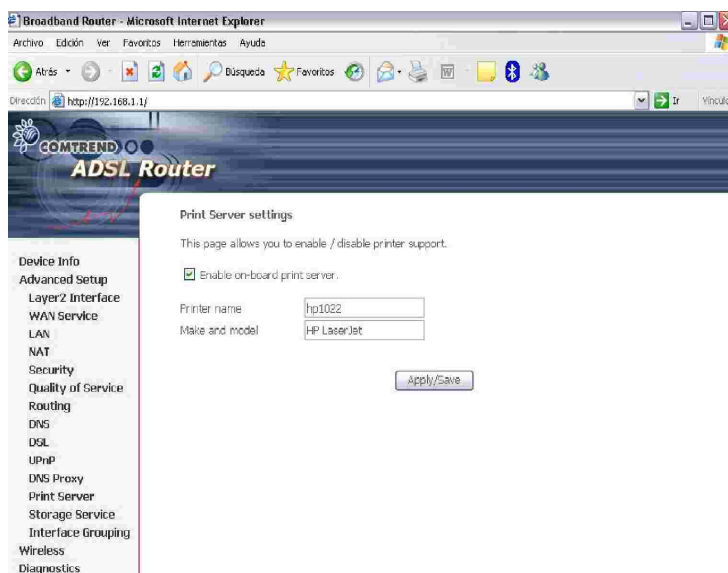 Broadband Router - Microsoft Internet Explorer
Archivo Edición Ver Favoritos Herramientas Ayuda
Atrás Búsqueda Favoritos
Dirección http://192.168.1.1/ Ir Vínculo
COMTREND
ADSL Router
Print Server settings
This page allows you to enable / disable printer support.
Enable on-board print server.
Printer name hp1022
Make and model HP LaserJet
Apply/Save
Device Info
Advanced Setup
Layer2 Interface
WAN Service
LAN
NAT
Security
Quality of Service
Routing
DNS
DSL
UPnP
DNS Proxy
Print Server
Storage Service
Interface Grouping
Wireless
Diagnostics